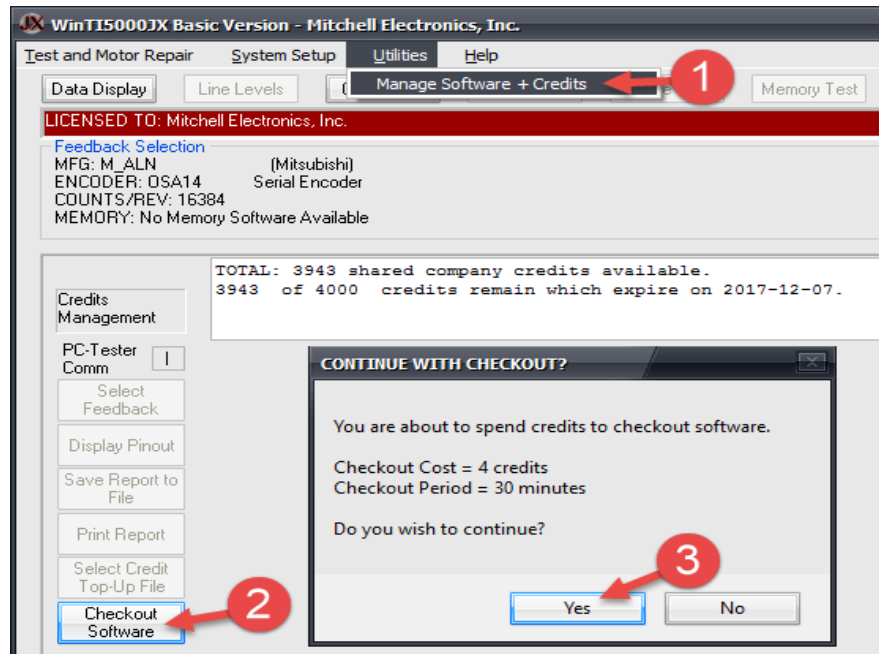 WinTI5000JX Basic Version - Mitchell Electronics, Inc.
Test and Motor Repair System Setup Utilities Help
Manage Software + Credits
1
Data Display Line Levels Memory Test
LICENSED TO: Mitchell Electronics, Inc.
Feedback Selection
MFG: M_ALN (Mitsubishi)
ENCODER: OSA14 Serial Encoder
COUNTS/REV: 16384
MEMORY: No Memory Software Available
TOTAL: 3943 shared company credits available.
3943 of 4000 credits remain which expire on 2017-12-07.
Credits
Management
PC-Tester
Comm
Select
Feedback
Display Pinout
Save Report to
File
Print Report
Select Credit
Top-Up File
Checkout
Software
2
CONTINUE WITH CHECKOUT?
You are about to spend credits to checkout software.
Checkout Cost = 4 credits
Checkout Period = 30 minutes
Do you wish to continue?
3
Yes No